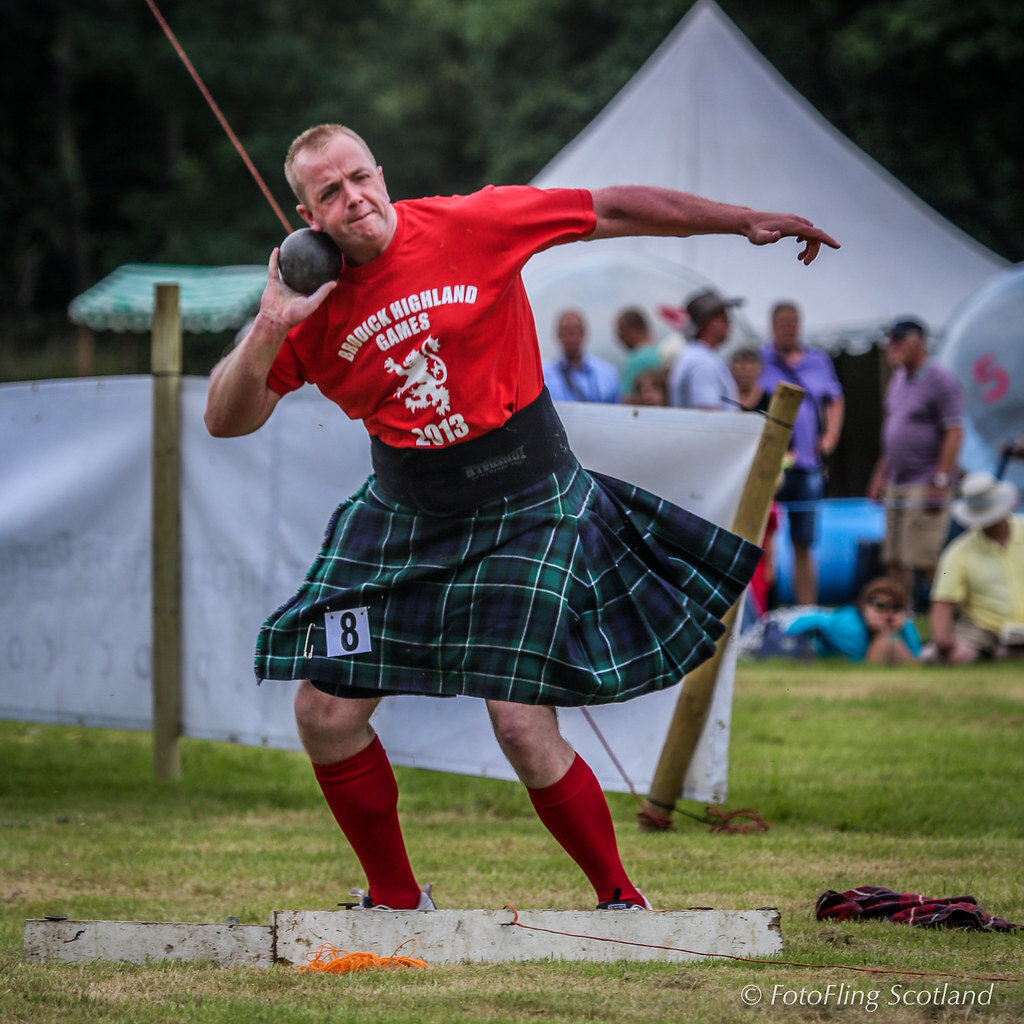 BRODICK HIGHLAND
GAMES
2013
8
S
© FotoFling Scotland